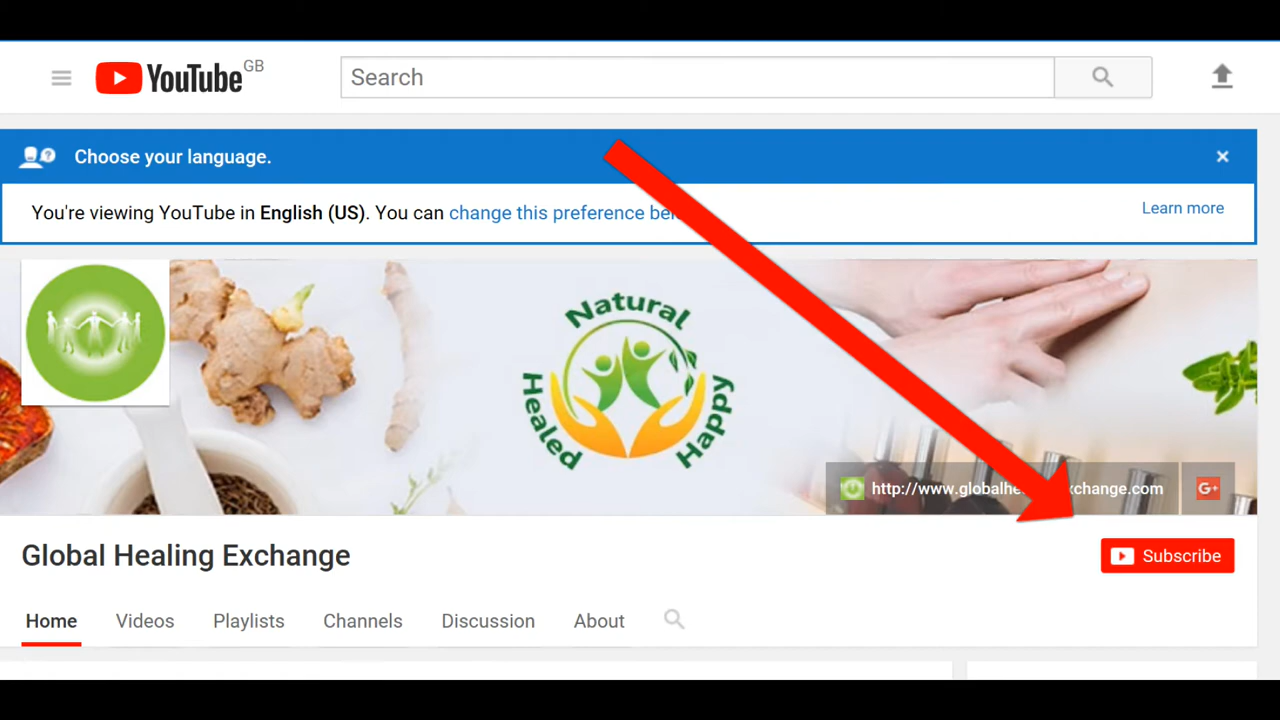 YouTube GB
Search
Choose your language.
You're viewing YouTube in English (US). You can change this preference
Learn more
Natural
Healed
Happy
http://www.globalhe xchange.com
G+
Global Healing Exchange
Subscribe
Home Videos Playlists Channels Discussion About